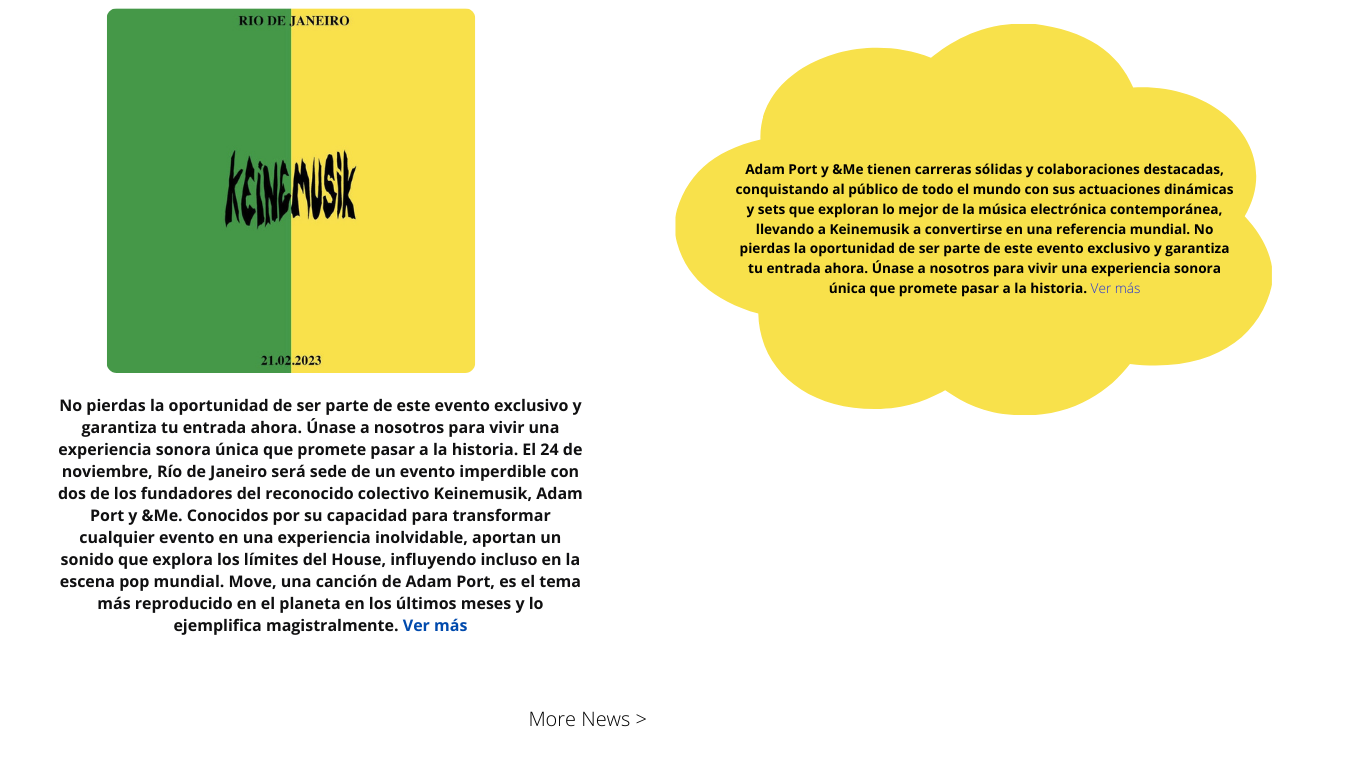 RIO DE JANEIRO
KEINEMUSIK
21.02.2023
No pierdas la oportunidad de ser parte de este evento exclusivo y
garantiza tu entrada ahora. Únase a nosotros para vivir una
experiencia sonora única que promete pasar a la historia. El 24 de
noviembre, Río de Janeiro será sede de un evento imperdible con
dos de los fundadores del reconocido colectivo Keinemusik, Adam
Port y &Me. Conocidos por su capacidad para transformar
cualquier evento en una experiencia inolvidable, aportan un
sonido que explora los límites del House, influyendo incluso en la
escena pop mundial. Move, una canción de Adam Port, es el tema
más reproducido en el planeta en los últimos meses y lo
ejemplifica magistralmente. Ver más
Adam Port y &Me tienen carreras sólidas y colaboraciones destacadas,
conquistando al público de todo el mundo con sus actuaciones dinámicas
y sets que exploran lo mejor de la música electrónica contemporánea,
llevando a Keinemusik a convertirse en una referencia mundial. No
pierdas la oportunidad de ser parte de este evento exclusivo y garantiza
tu entrada ahora. Únase a nosotros para vivir una experiencia sonora
única que promete pasar a la historia. Ver más
More News >